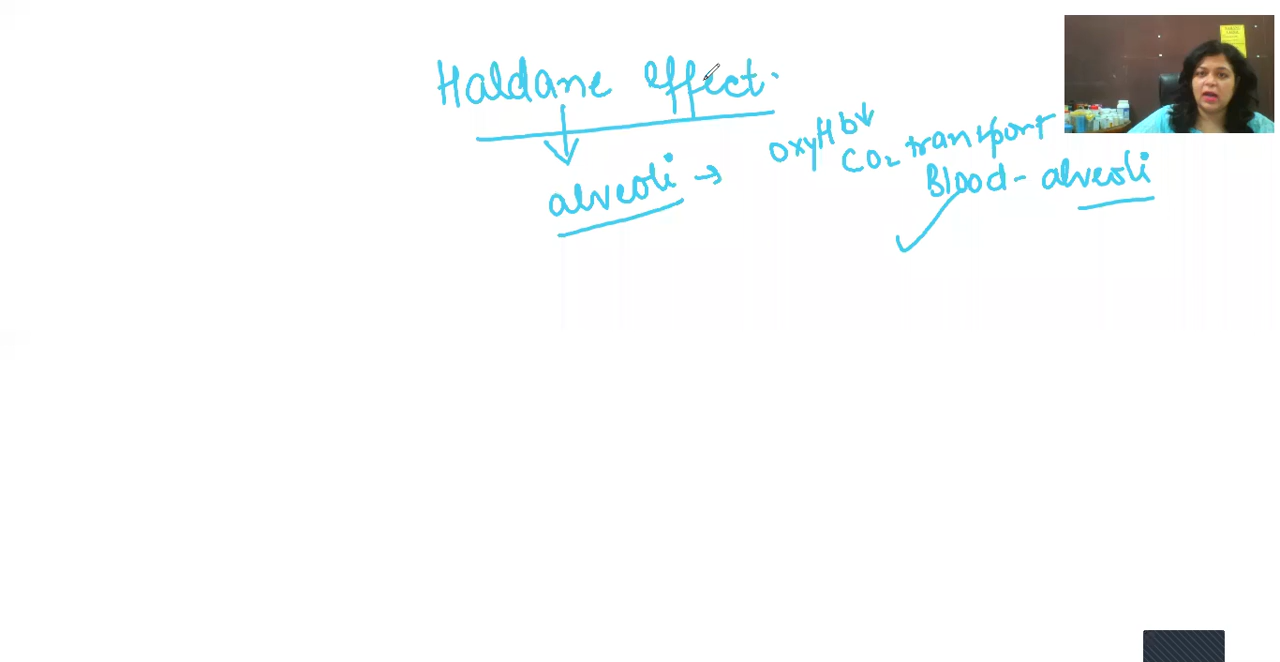 Haldane effect.
alveoli → oxyHb↓
CO2 transport
Blood - alveoli